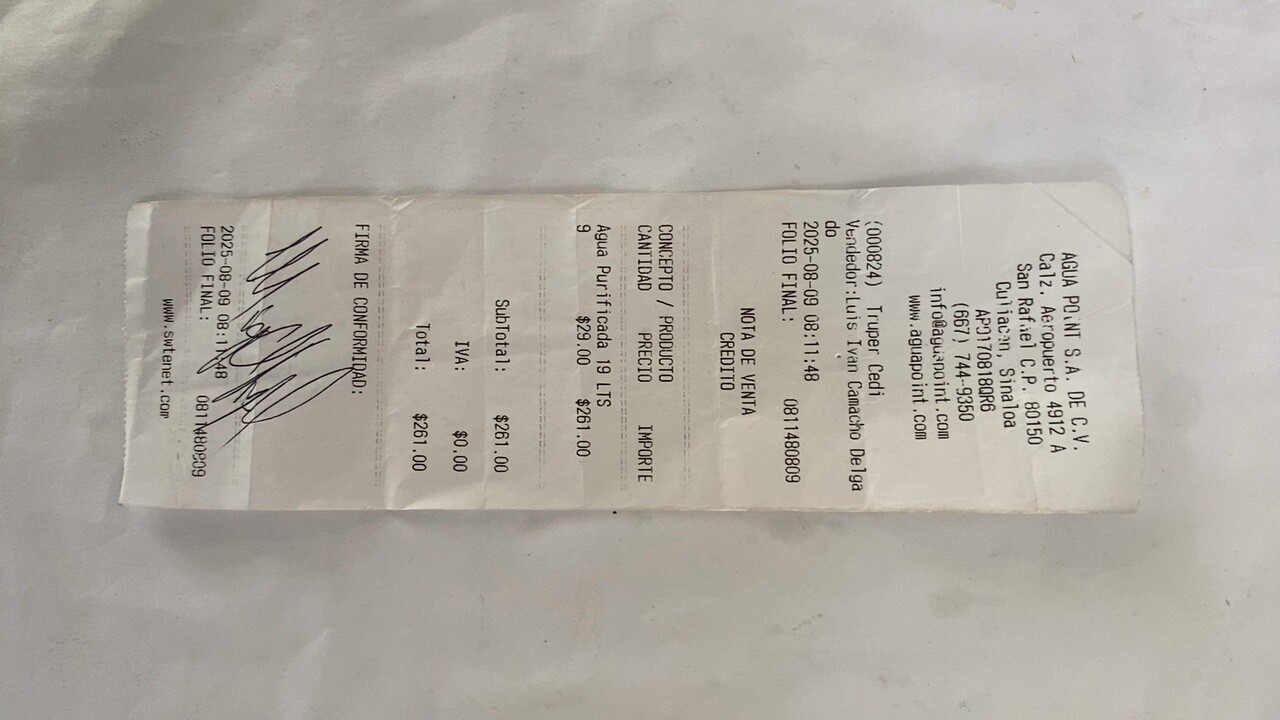 AGUA POINT S.A. DE C.V.
Calz. Aeropuerto 4912 A
San Rafael C.P. 80150
Culiacan, Sinaloa
APO170818QR6
(667) 744-9350
info@aguapoint.com
www.aguapoint.com
(000824) Truper Cedi
Vendedor:Luis Ivan Camacho Delga
do
2025-08-09 08:11:48
FOLIO FINAL: 0811480809
NOTA DE VENTA
CREDITO
CONCEPTO / PRODUCTO
CANTIDAD PRECIO IMPORTE
Agua Purificada 19 LTS
9 $29.00 $261.00
SubTotal: $261.00
IVA: $0.00
Total: $261.00
FIRMA DE CONFORMIDAD:
2025-08-09 08:11:48
FOLIO FINAL: 0811480809
www.swtenet.com